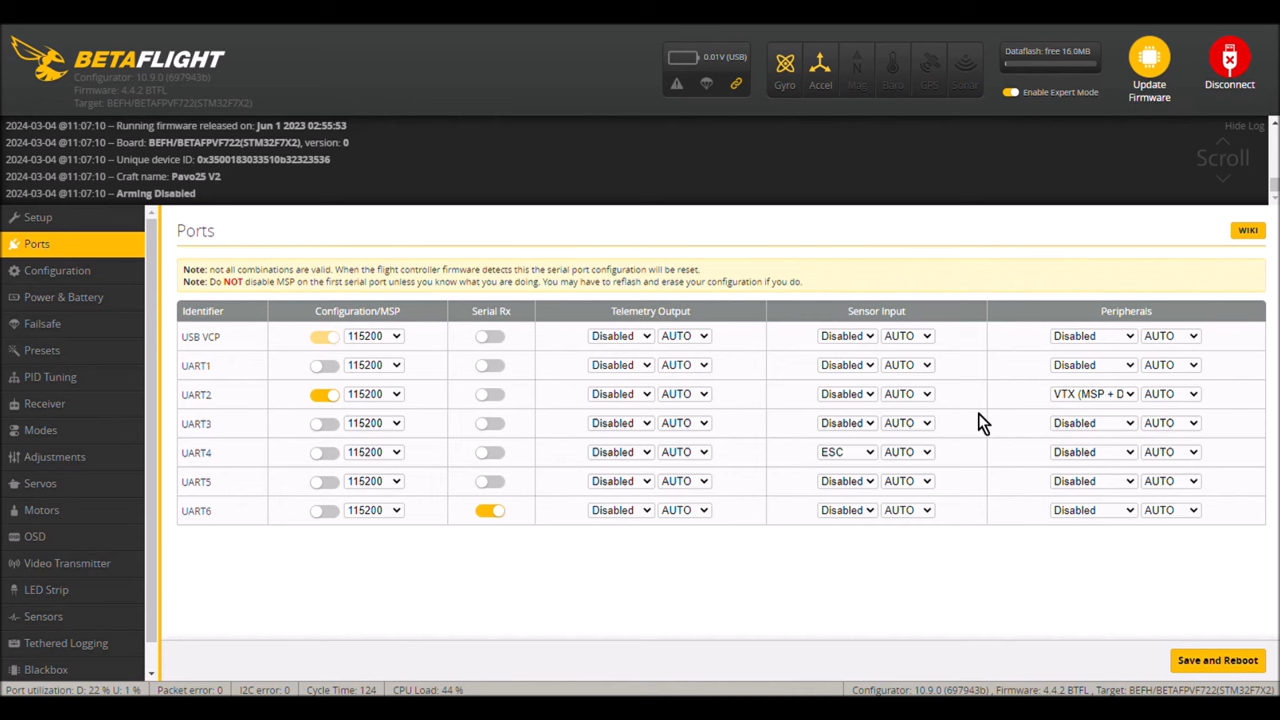 BETAFLIGHT
Configurator: 10.9.0 (697943b)
Firmware: 4.4.2 BTFL
Target: BEFH/BETAFPVF722(STM32F7X2)
0.01V (USB)
Gyro Accel Mag Baro GPS Sonar
Dataflash: free 16.0MB
Enable Expert Mode
Update Firmware
Disconnect
2024-03-04 @11:07:10 -- Running firmware released on: Jun 1 2023 02:55:53
Hide Log
2024-03-04 @11:07:10 -- Board: BEFH/BETAFPVF722(STM32F7X2), version: 0
2024-03-04 @11:07:10 -- Unique device ID: 0x3500183033510b32323536
Scroll
2024-03-04 @11:07:10 -- Craft name: Pavo25 V2
2024-03-04 @11:07:10 -- Arming Disabled
Setup
Ports
Configuration
Power & Battery
Failsafe
Presets
PID Tuning
Receiver
Modes
Adjustments
Servos
Motors
OSD
Video Transmitter
LED Strip
Sensors
Tethered Logging
Blackbox
Ports
WIKI
Note: not all combinations are valid. When the flight controller firmware detects this the serial port configuration will be reset.
Note: Do NOT disable MSP on the first serial port unless you know what you are doing. You may have to reflash and erase your configuration if you do.
Identifier Configuration/MSP Serial Rx Telemetry Output Sensor Input Peripherals
USB VCP 115200 Disabled AUTO Disabled AUTO Disabled AUTO
UART1 115200 Disabled AUTO Disabled AUTO Disabled AUTO
UART2 115200 Disabled AUTO Disabled AUTO VTX (MSP + D AUTO
UART3 115200 Disabled AUTO Disabled AUTO Disabled AUTO
UART4 115200 Disabled AUTO ESC AUTO Disabled AUTO
UART5 115200 Disabled AUTO Disabled AUTO Disabled AUTO
UART6 115200 Disabled AUTO Disabled AUTO Disabled AUTO
Save and Reboot
Port utilization: D: 22 % U: 1 % Packet error: 0 I2C error: 0 Cycle Time: 124 CPU Load: 44 % Configurator: 10.9.0 (697943b) , Firmware: 4.4.2 BTFL , Target: BEFH/BETAFPVF722(STM32F7X2)